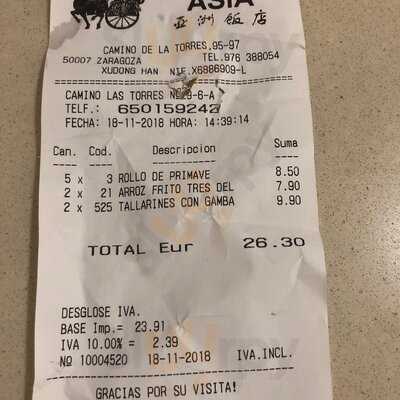 ASIA
亚洲飯店
CAMINO DE LA TORRES,95-97
50007 ZARAGOZA TEL.976 388054
XUDONG HAN NIE.X6886909-L
CAMINO LAS TORRES Nº29-6-A
TELF.: 650159242
FECHA: 18-11-2018 HORA: 14:39:14
Can. Cod. Descripcion Suma
5 x 3 ROLLO DE PRIMAVE 8.50
2 x 21 ARROZ FRITO TRES DEL 7.90
2 x 525 TALLARINES CON GAMBA 9.90
TOTAL Eur 26.30
DESGLOSE IVA.
BASE Imp.= 23.91
IVA 10.00% = 2.39
Nº 10004520 18-11-2018 IVA.INCL.
GRACIAS POR SU VISITA!